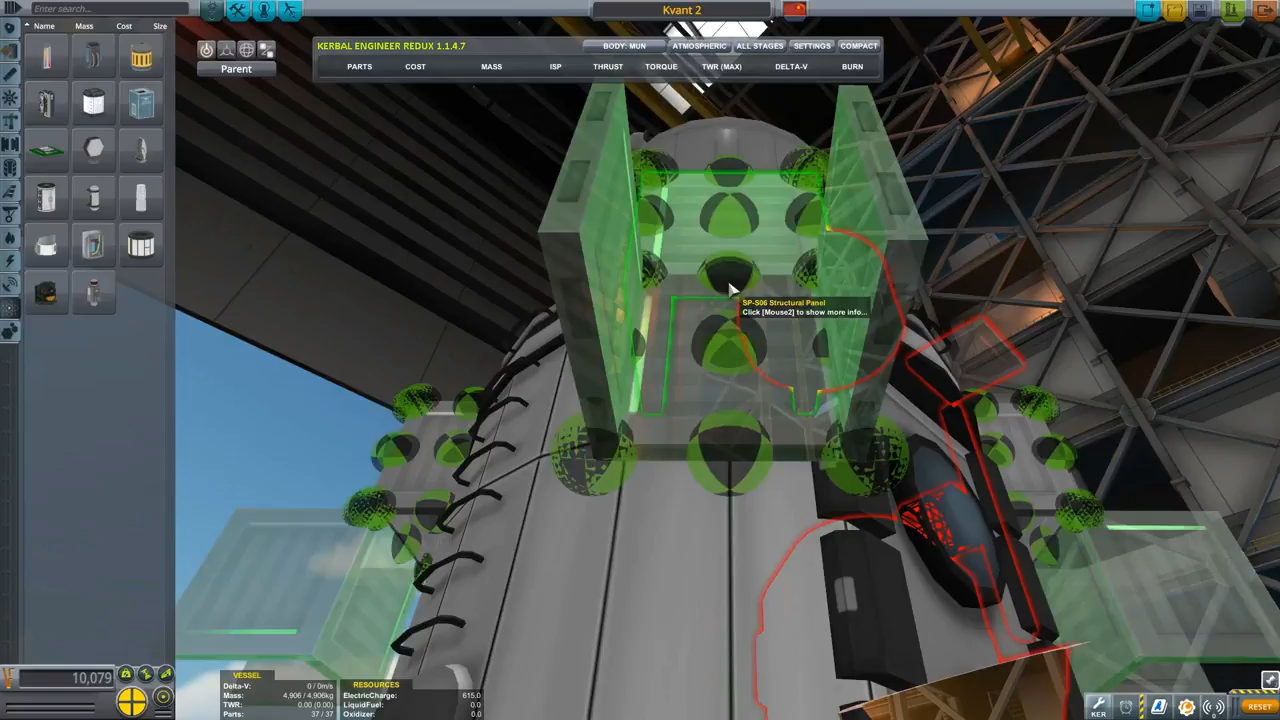 Enter search...
Kvant 2
Name Mass Cost Size
Parent
KERBAL ENGINEER REDUX 1.1.4.7
BODY: MUN ATMOSPHERIC ALL STAGES SETTINGS COMPACT
PARTS COST MASS ISP THRUST TORQUE TWR (MAX) DELTA-V BURN
SP-S06 Structural Panel
Click [Mouse2] to show more info...
10,079
VESSEL
Delta-V: 0 / 0m/s
Mass: 4,906 / 4,906kg
TWR: 0.00 (0.00)
Parts: 37 / 37
RESOURCES
ElectricCharge: 615.0
LiquidFuel: 0.0
Oxidizer: 0.0
KER
RESET